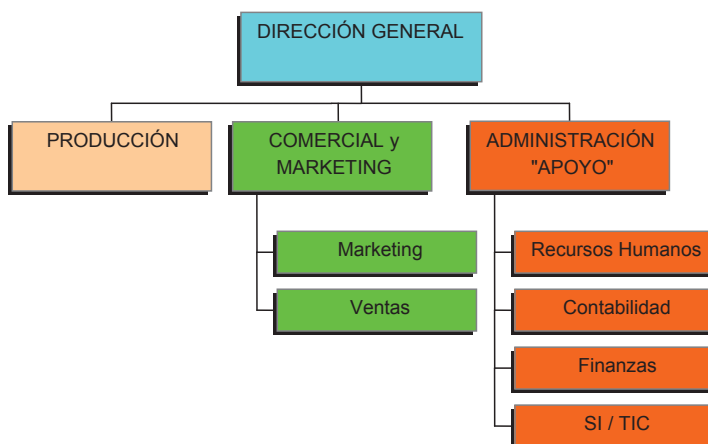 DIRECCIÓN GENERAL
PRODUCCIÓN
COMERCIAL y
MARKETING
ADMINISTRACIÓN
"APOYO"
Marketing
Ventas
Recursos Humanos
Contabilidad
Finanzas
SI / TIC